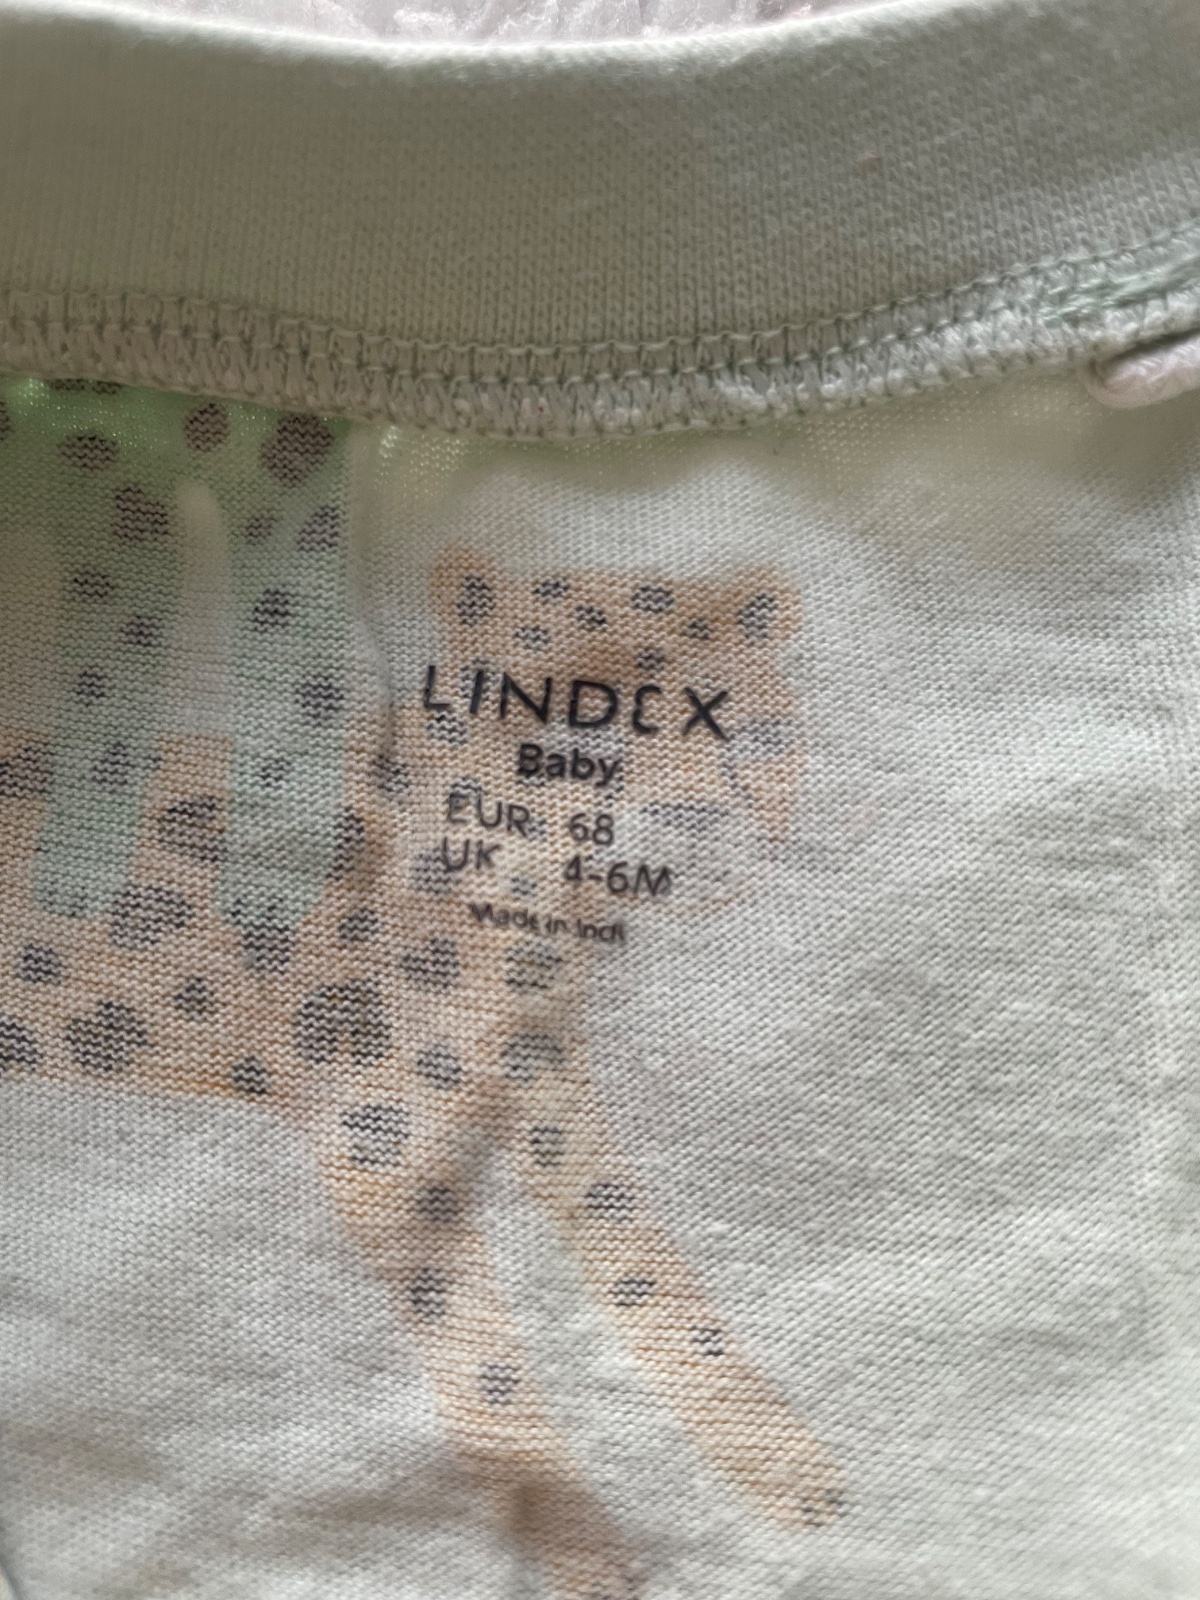 LINDEX
Baby
EUR 68
UK 4-6M
Made in Indi